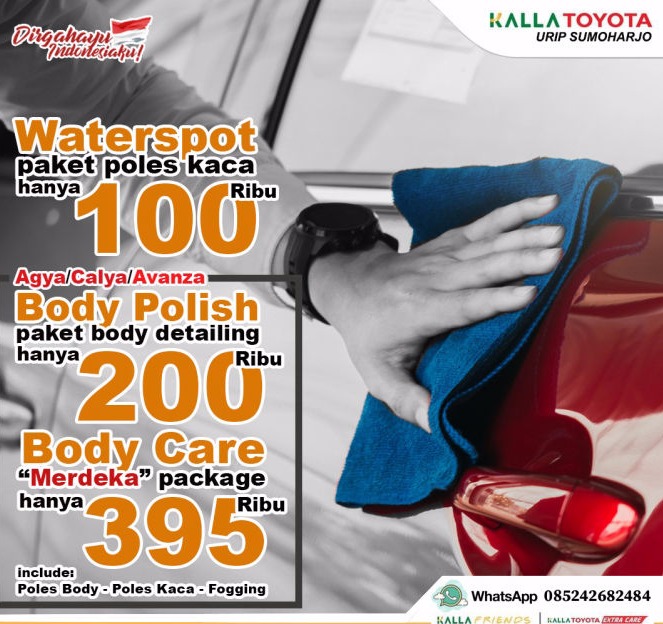 Dirgahayu
Indonesiaku!
KALLA TOYOTA
URIP SUMOHARJO
Waterspot
paket poles kaca
hanya 100 Ribu
Agya/Calya/Avanza
Body Polish
paket body detailing
hanya 200 Ribu
Body Care
“Merdeka” package
hanya 395 Ribu
include:
Poles Body - Poles Kaca - Fogging
WhatsApp 085242682484
KALLA FRIENDS | KALLA TOYOTA EXTRA CARE